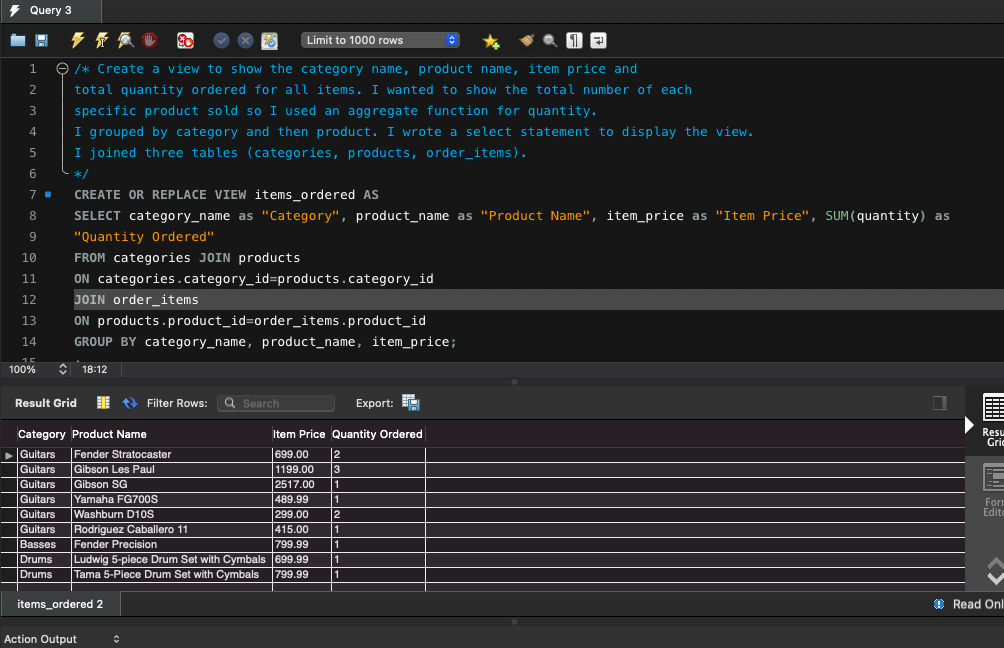 Query 3
Limit to 1000 rows
1 /* Create a view to show the category name, product name, item price and
2 total quantity ordered for all items. I wanted to show the total number of each
3 specific product sold so I used an aggregate function for quantity.
4 I grouped by category and then product. I wrote a select statement to display the view.
5 I joined three tables (categories, products, order_items).
6 */
7 CREATE OR REPLACE VIEW items_ordered AS
8 SELECT category_name as "Category", product_name as "Product Name", item_price as "Item Price", SUM(quantity) as
9 "Quantity Ordered"
10 FROM categories JOIN products
11 ON categories.category_id=products.category_id
12 JOIN order_items
13 ON products.product_id=order_items.product_id
14 GROUP BY category_name, product_name, item_price;
15
100% 18:12
Result Grid Filter Rows: Search Export:
Category Product Name Item Price Quantity Ordered
Guitars Fender Stratocaster 699.00 2
Guitars Gibson Les Paul 1199.00 3
Guitars Gibson SG 2517.00 1
Guitars Yamaha FG700S 489.99 1
Guitars Washburn D10S 299.00 2
Guitars Rodriguez Caballero 11 415.00 1
Basses Fender Precision 799.99 1
Drums Ludwig 5-piece Drum Set with Cymbals 699.99 1
Drums Tama 5-Piece Drum Set with Cymbals 799.99 1
Resu
Gric
Forr
Edite
items_ordered 2 Read Onl
Action Output